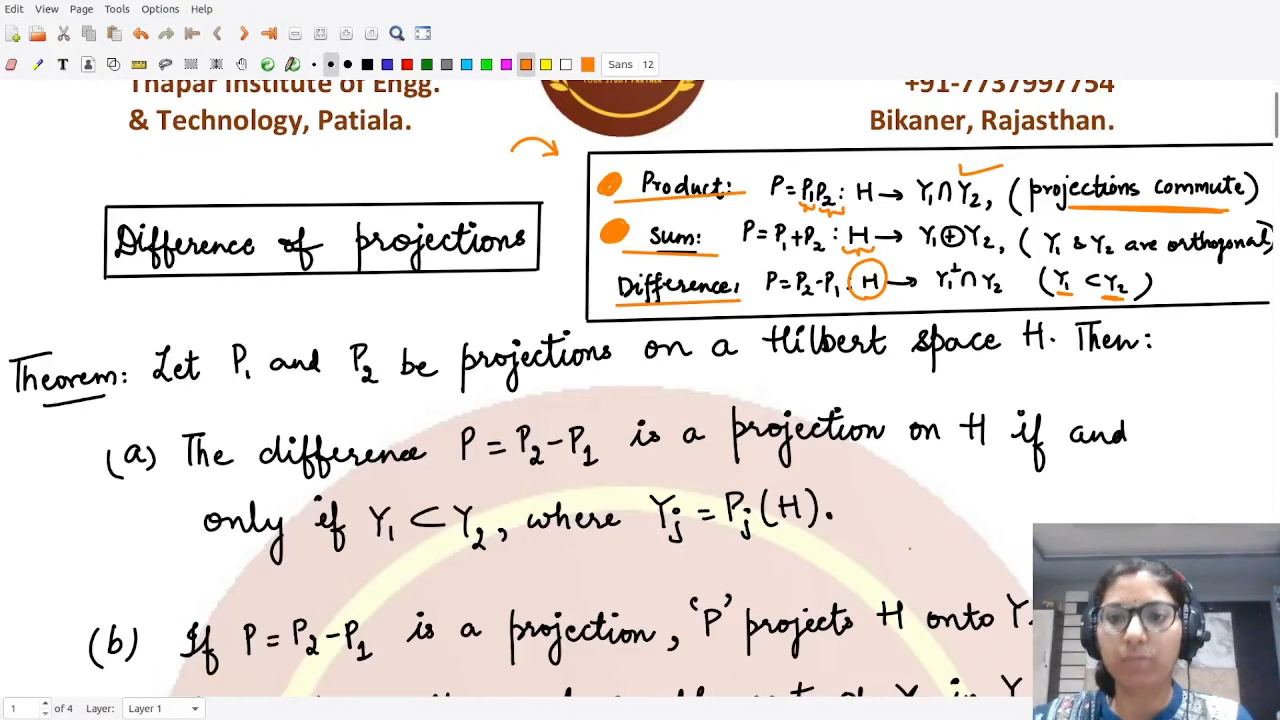 Edit View Page Tools Options Help
Sans 12
Thapar Institute of Engg.
& Technology, Patiala.
YOUR STUDY PARTNER
+91-7737997754
Bikaner, Rajasthan.
Difference of projections
Product: P = P₁P₂ : H → Y₁∩Y₂, (projections commute)
Sum: P = P₁+P₂ : H → Y₁⊕Y₂, (Y₁ & Y₂ are orthogonal)
Difference: P = P₂-P₁ : H → Y₁⊥∩Y₂ (Y₁ ⊂ Y₂)
Theorem: Let P₁ and P₂ be projections on a Hilbert space H. Then:
(a) The difference P = P₂-P₁ is a projection on H if and
only if Y₁ ⊂ Y₂, where Yⱼ = Pⱼ(H).
(b) If P = P₂-P₁ is a projection, 'P' projects H onto Y.
1 of 4 Layer: Layer 1